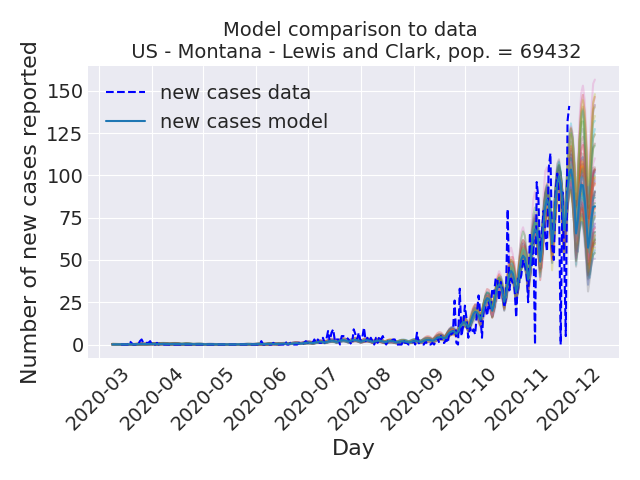 Model comparison to data
US - Montana - Lewis and Clark, pop. = 69432
new cases data
new cases model
Number of new cases reported
150
125
100
75
50
25
0
2020-03
2020-04
2020-05
2020-06
2020-07
2020-08
2020-09
2020-10
2020-11
2020-12
Day